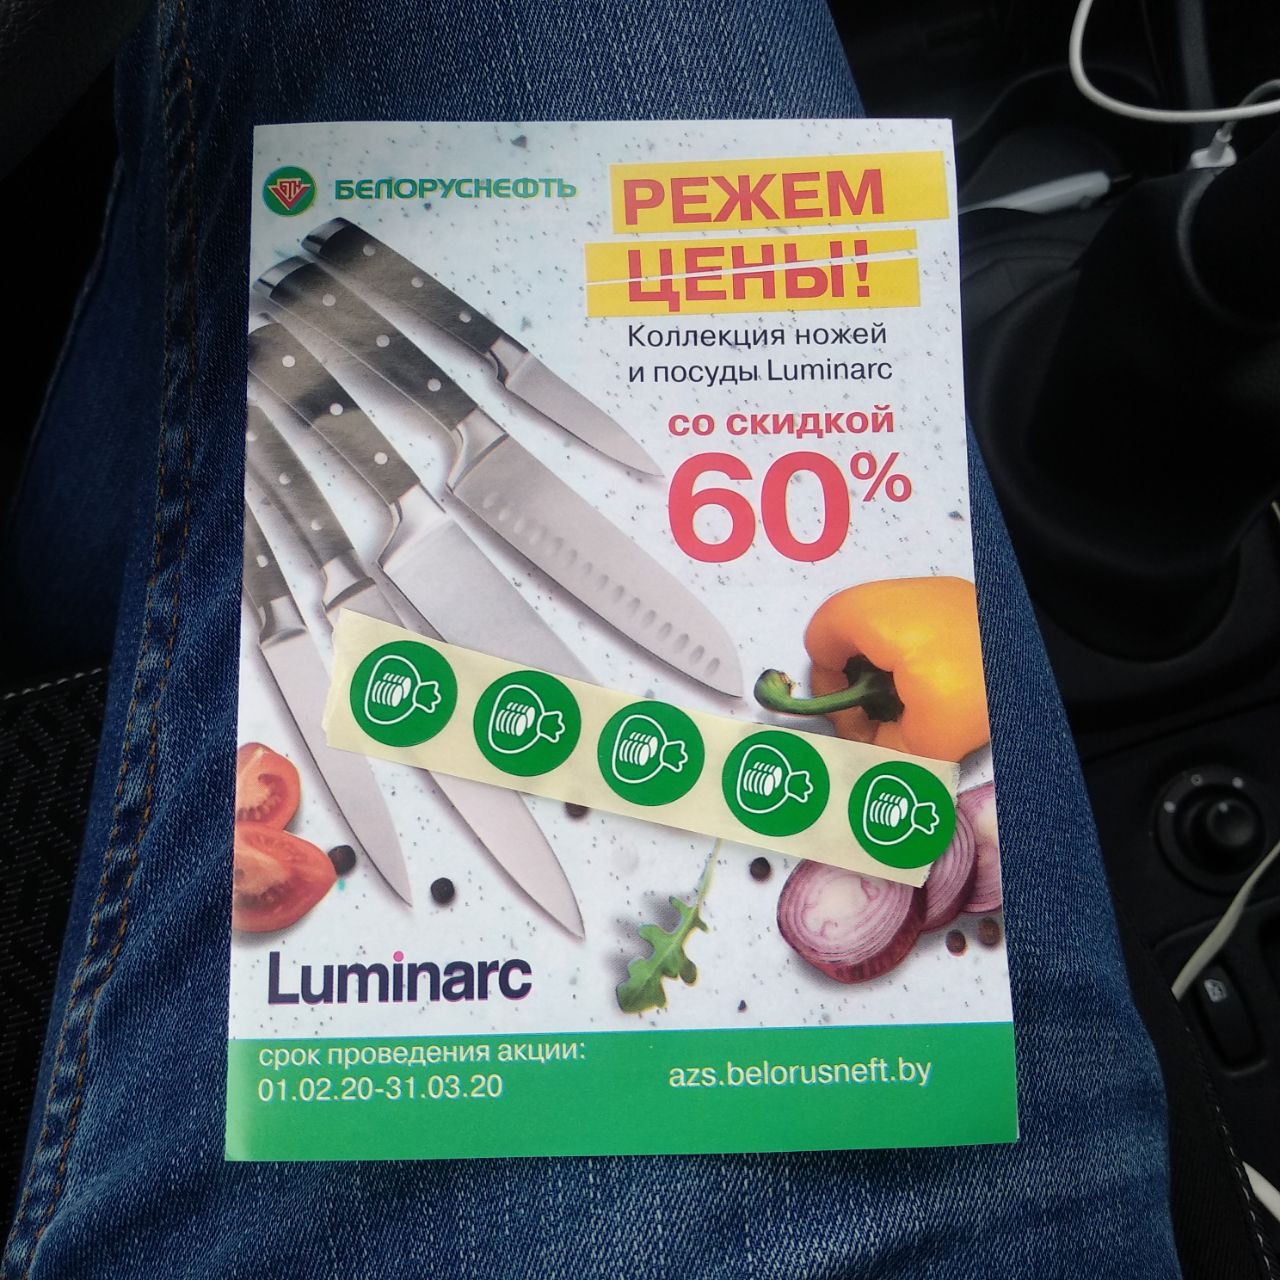 БЕЛОРУСНЕФТЬ
РЕЖЕМ
ЦЕНЫ!
Коллекция ножей
и посуды Luminarc
со скидкой
60%
Luminarc
срок проведения акции:
01.02.20-31.03.20
azs.belorusneft.by